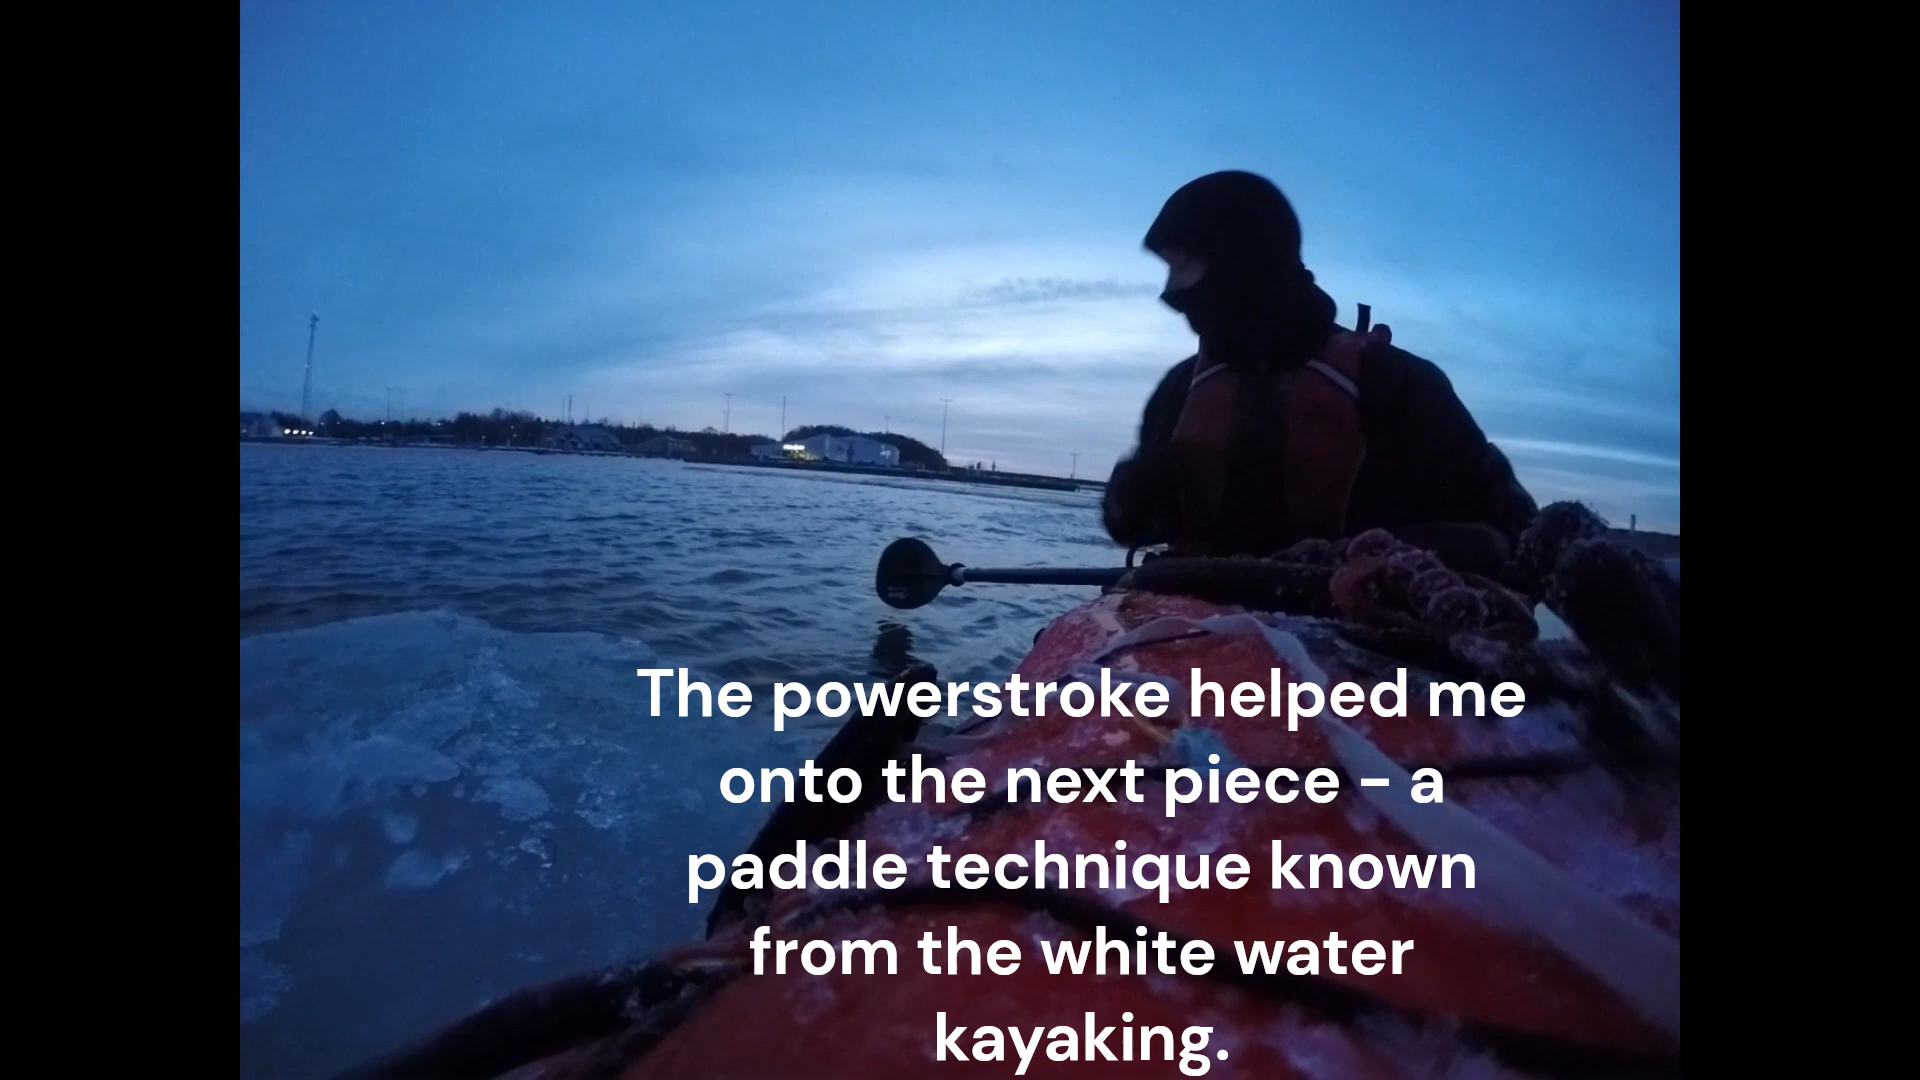 The powerstroke helped me
onto the next piece - a
paddle technique known
from the white water
kayaking.